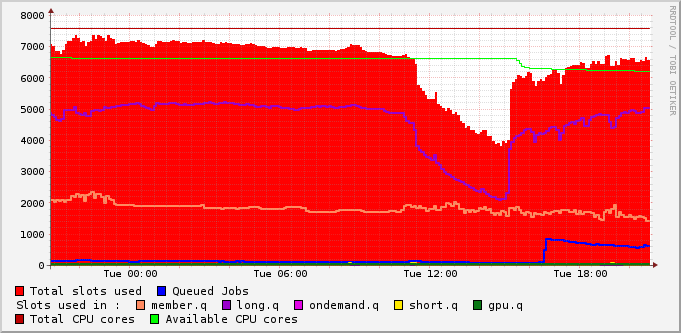 8000
7000
6000
5000
4000
3000
2000
1000
0
Tue 00:00 Tue 06:00 Tue 12:00 Tue 18:00
Total slots used Queued Jobs
Slots used in : member.q long.q ondemand.q short.q gpu.q
Total CPU cores Available CPU cores
RRDTOOL / TOBI OETIKER